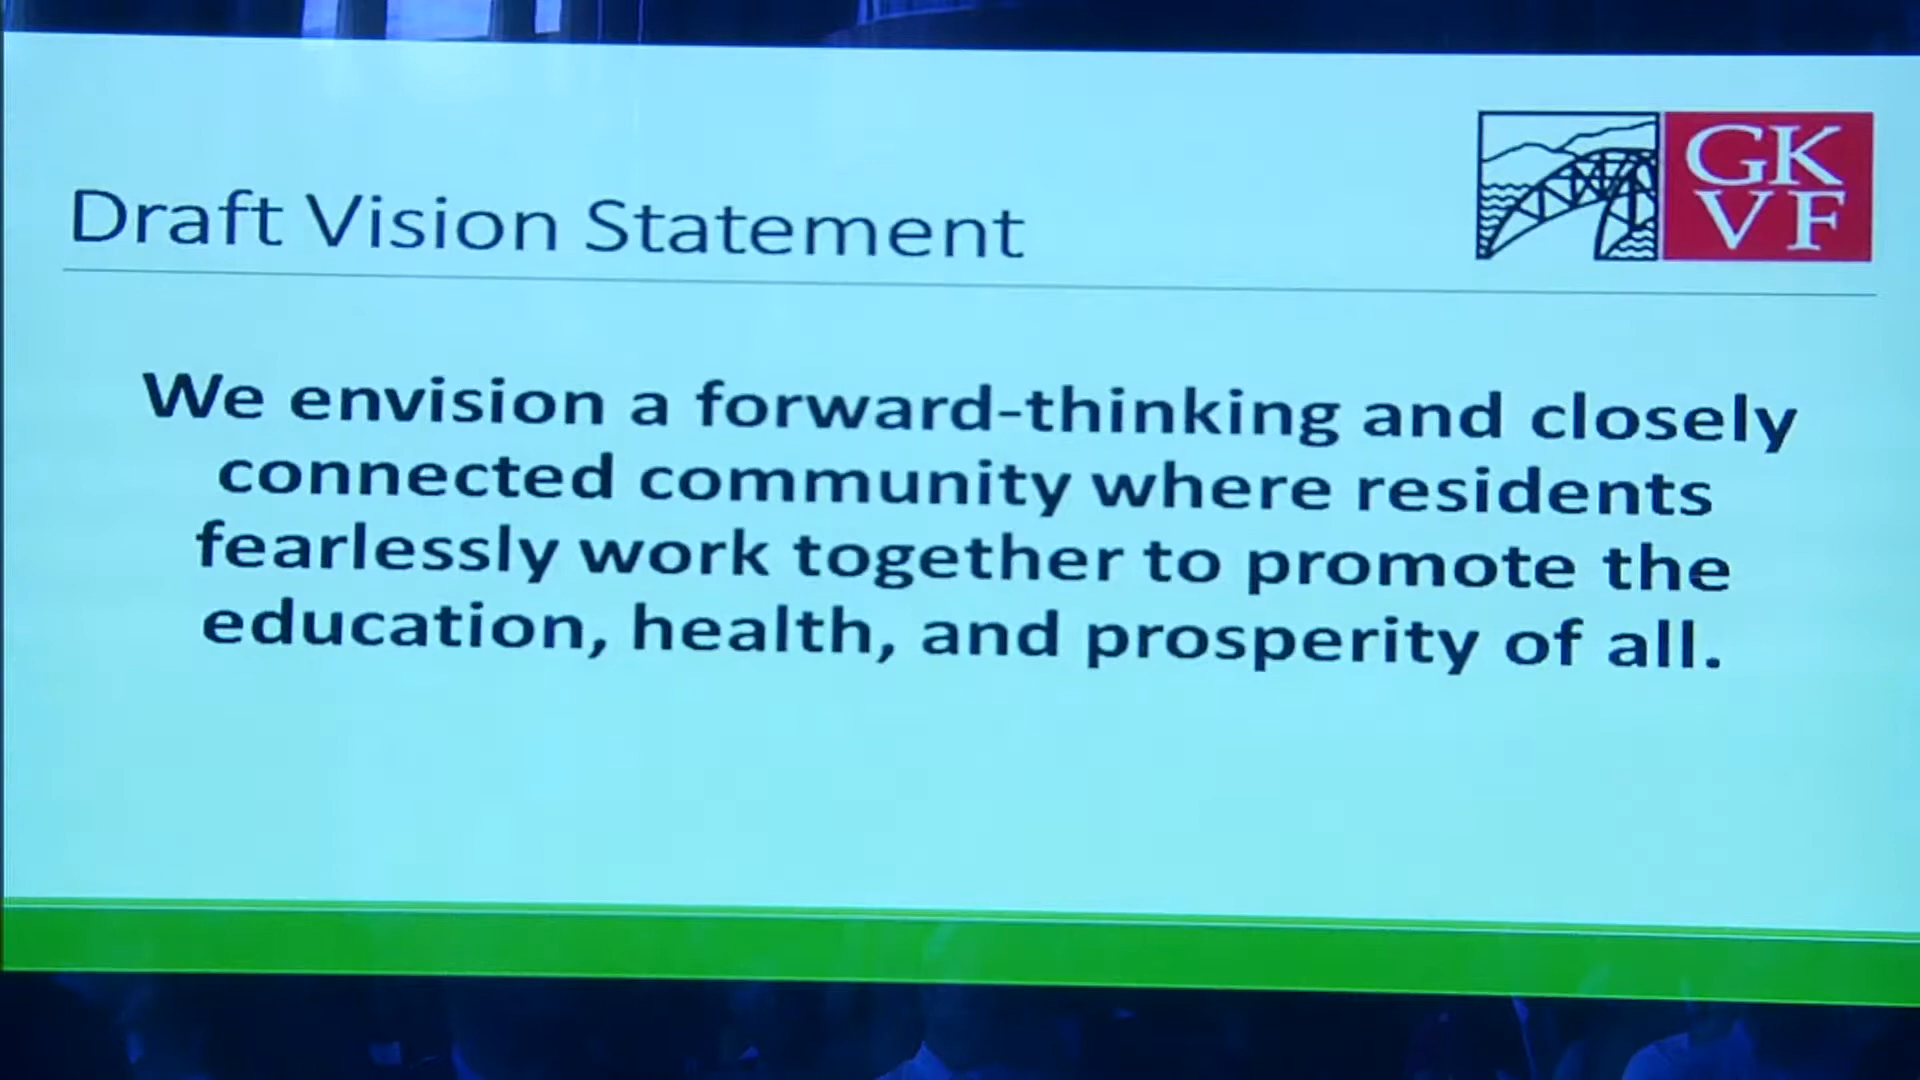 GK
VF
Draft Vision Statement
We envision a forward-thinking and closely
connected community where residents
fearlessly work together to promote the
education, health, and prosperity of all.